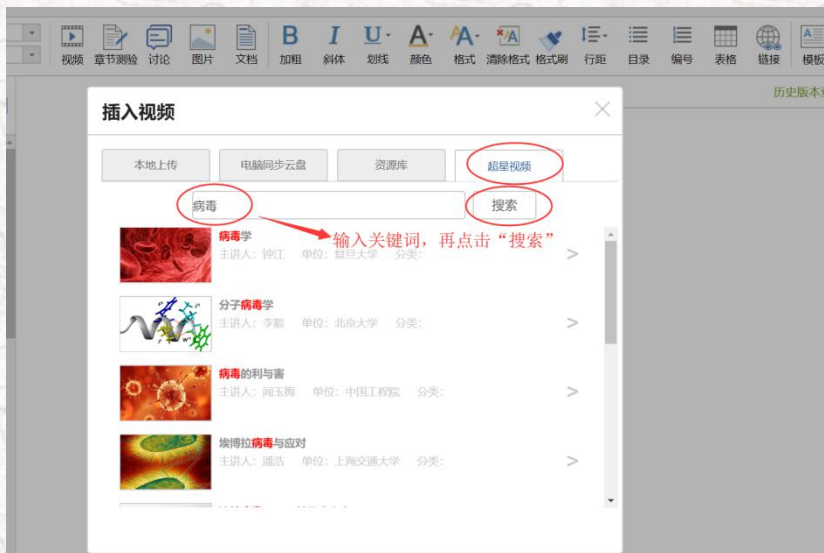 视频 章节测验 讨论 图片 文档 加粗 斜体 划线 颜色 格式 清除格式 格式刷 行距 目录 编号 表格 链接 模板
历史版本
插入视频
本地上传 电脑同步云盘 资源库 超星视频
病毒 搜索
病毒学
输入关键词，再点击“搜索”
主讲人：钟江 单位：复旦大学 分类：
分子病毒学
主讲人：李毅 单位：北京大学 分类：
病毒的利与害
主讲人：闻玉梅 单位：中国工程院 分类：
埃博拉病毒与应对
主讲人：潘浩 单位：上海交通大学 分类：